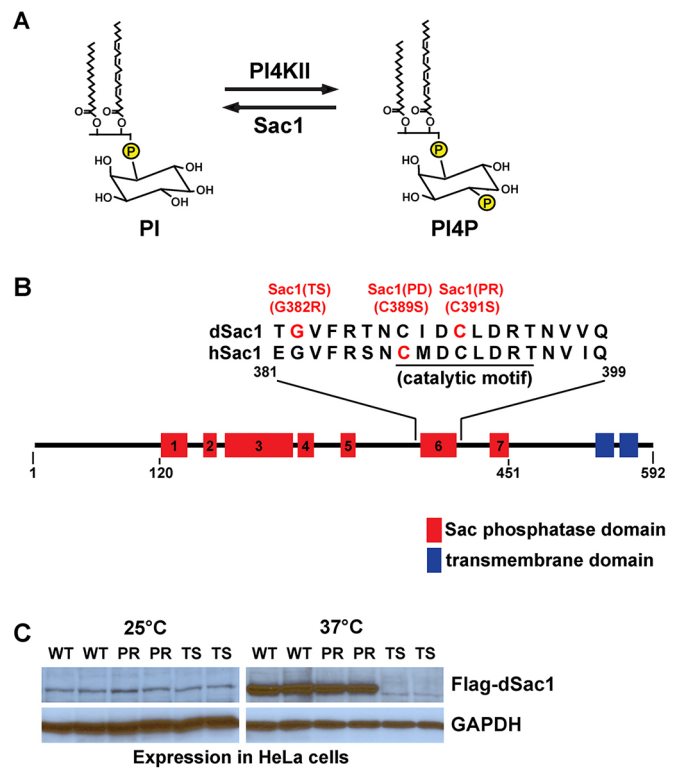 A
PI4KII
Sac1
O
O
O
O
P
HO
OH
HO
OH
OH
PI
O
O
O
O
P
HO
OH
HO
P
PI4P
B
Sac1(TS) Sac1(PD) Sac1(PR)
(G382R) (C389S) (C391S)
dSac1 T G V F R T N C I D C L D R T N V V Q
hSac1 E G V F R S N C M D C L D R T N V I Q
381 (catalytic motif) 399
1 2 3 4 5 6 7
1 120 451 592
Sac phosphatase domain
transmembrane domain
C
25°C 37°C
WT WT PR PR TS TS WT WT PR PR TS TS
Flag-dSac1
GAPDH
Expression in HeLa cells